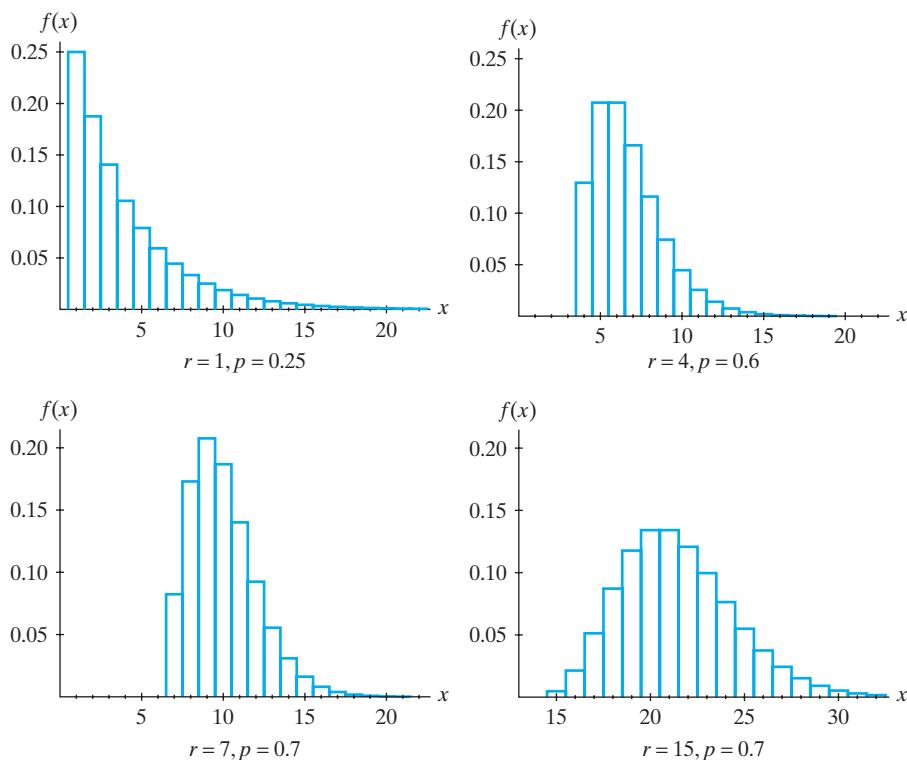 f(x)
0.25
0.20
0.15
0.10
0.05
5 10 15 20 x
r = 1, p = 0.25
f(x)
0.25
0.20
0.15
0.10
0.05
5 10 15 20 x
r = 4, p = 0.6
f(x)
0.20
0.15
0.10
0.05
5 10 15 20 x
r = 7, p = 0.7
f(x)
0.20
0.15
0.10
0.05
15 20 25 30 x
r = 15, p = 0.7